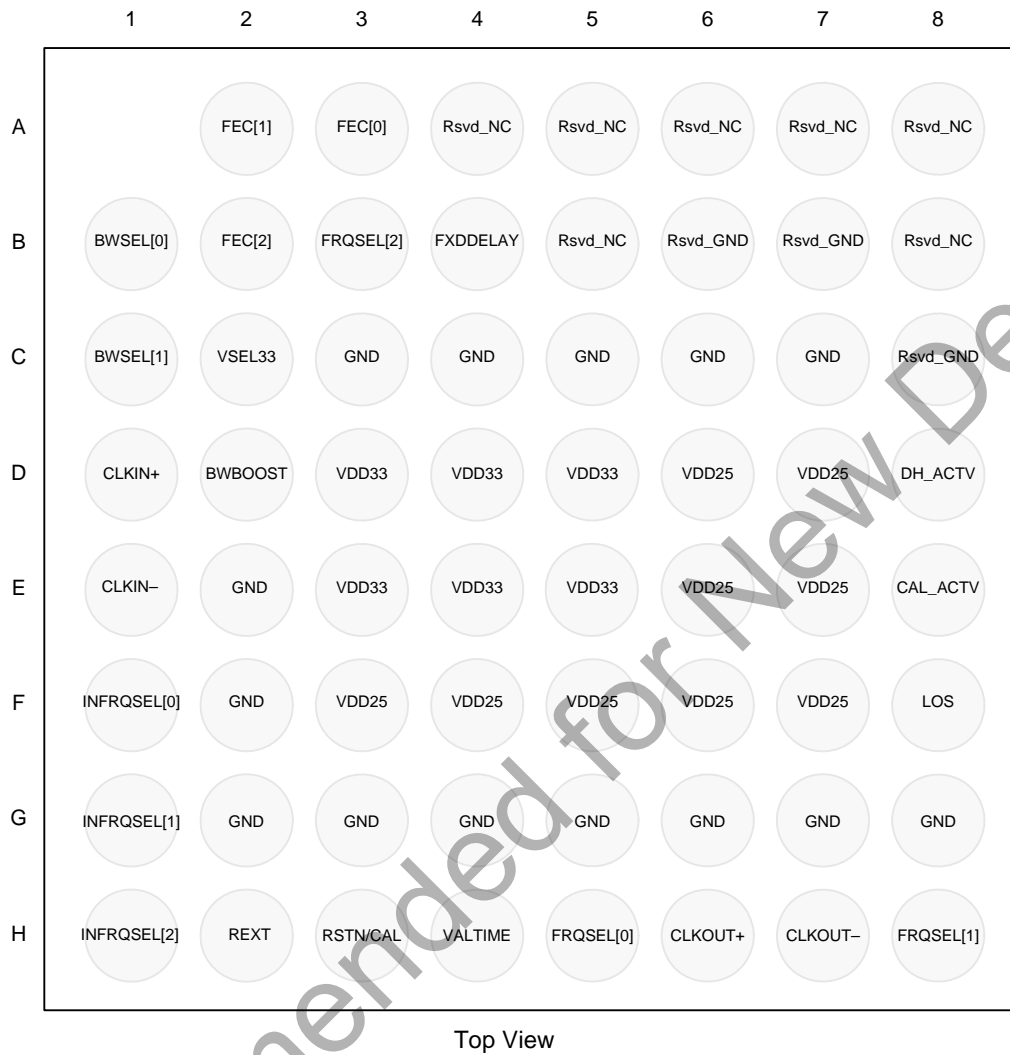 1 2 3 4 5 6 7 8
A FEC[1] FEC[0] Rsvd_NC Rsvd_NC Rsvd_NC Rsvd_NC Rsvd_NC
B BWSEL[0] FEC[2] FRQSEL[2] FXDDELAY Rsvd_NC Rsvd_GND Rsvd_GND Rsvd_NC
C BWSEL[1] VSEL33 GND GND GND GND GND Rsvd_GND
D CLKIN+ BWBOOST VDD33 VDD33 VDD33 VDD25 VDD25 DH_ACTV
E CLKIN– GND VDD33 VDD33 VDD33 VDD25 VDD25 CAL_ACTV
F INFRQSEL[0] GND VDD25 VDD25 VDD25 VDD25 VDD25 LOS
G INFRQSEL[1] GND GND GND GND GND GND GND
H INFRQSEL[2] REXT RSTN/CAL VALTIME FRQSEL[0] CLKOUT+ CLKOUT– FRQSEL[1]
Top View
mended for New De